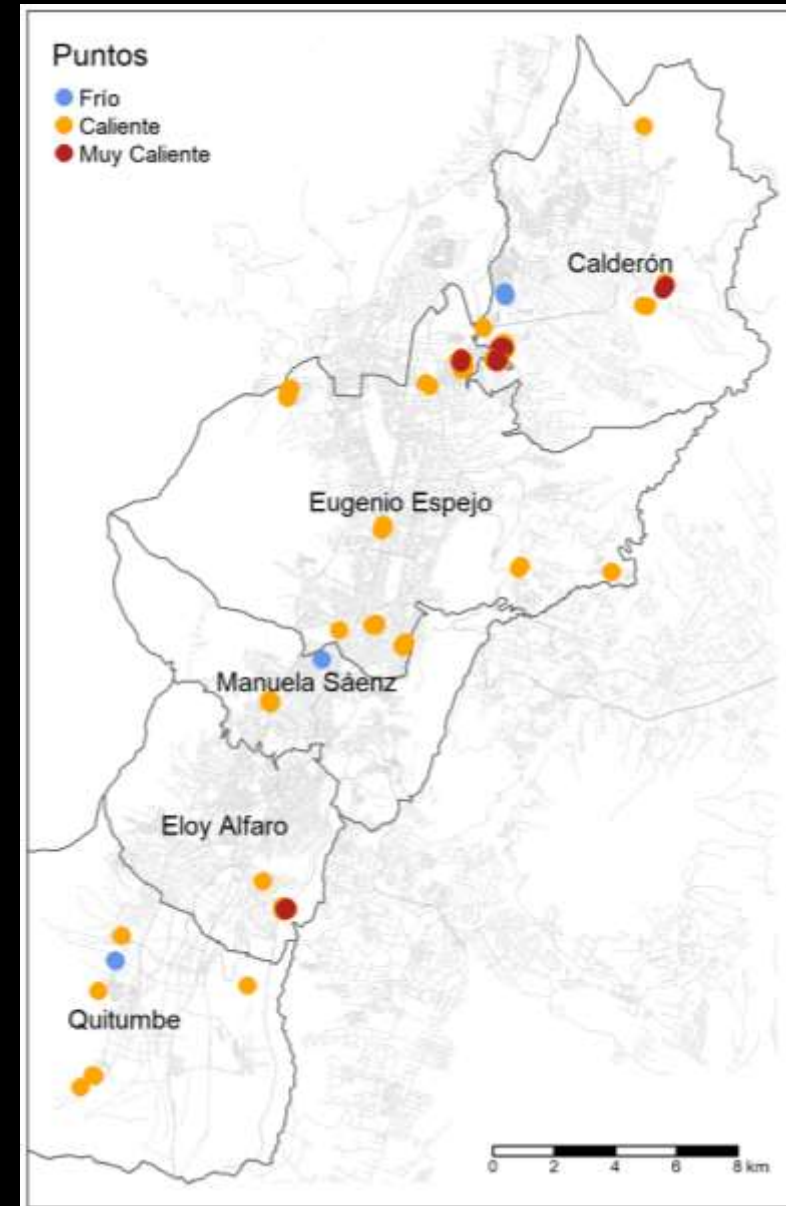 Puntos
Frío
Caliente
Muy Caliente
Calderón
Eugenio Espejo
Manuela Sáenz
Eloy Alfaro
Quitumbe
0 2 4 6 8 km